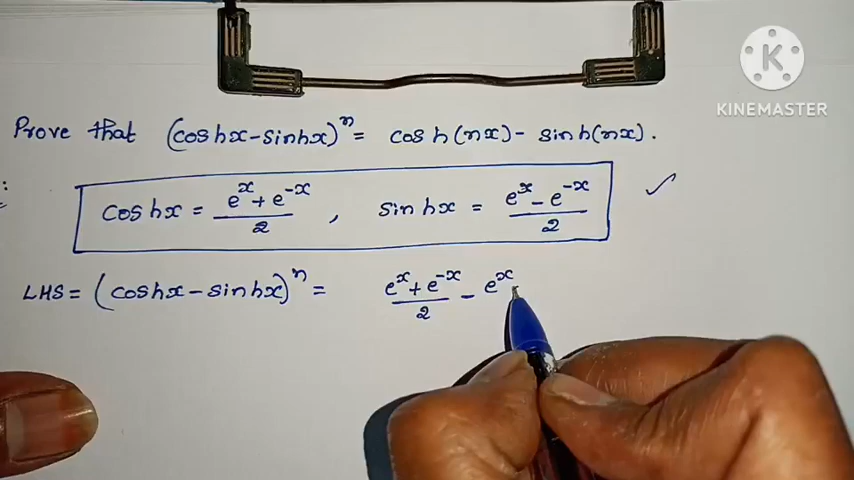 KINEMASTER
Prove that (coshx-sinhx)^n = cosh(nx) - sinh(nx).
:
coshx = (e^x + e^-x)/2 , sinhx = (e^x - e^-x)/2 ✓
LHS = (coshx - sinhx)^n = (e^x + e^-x)/2 - e^x